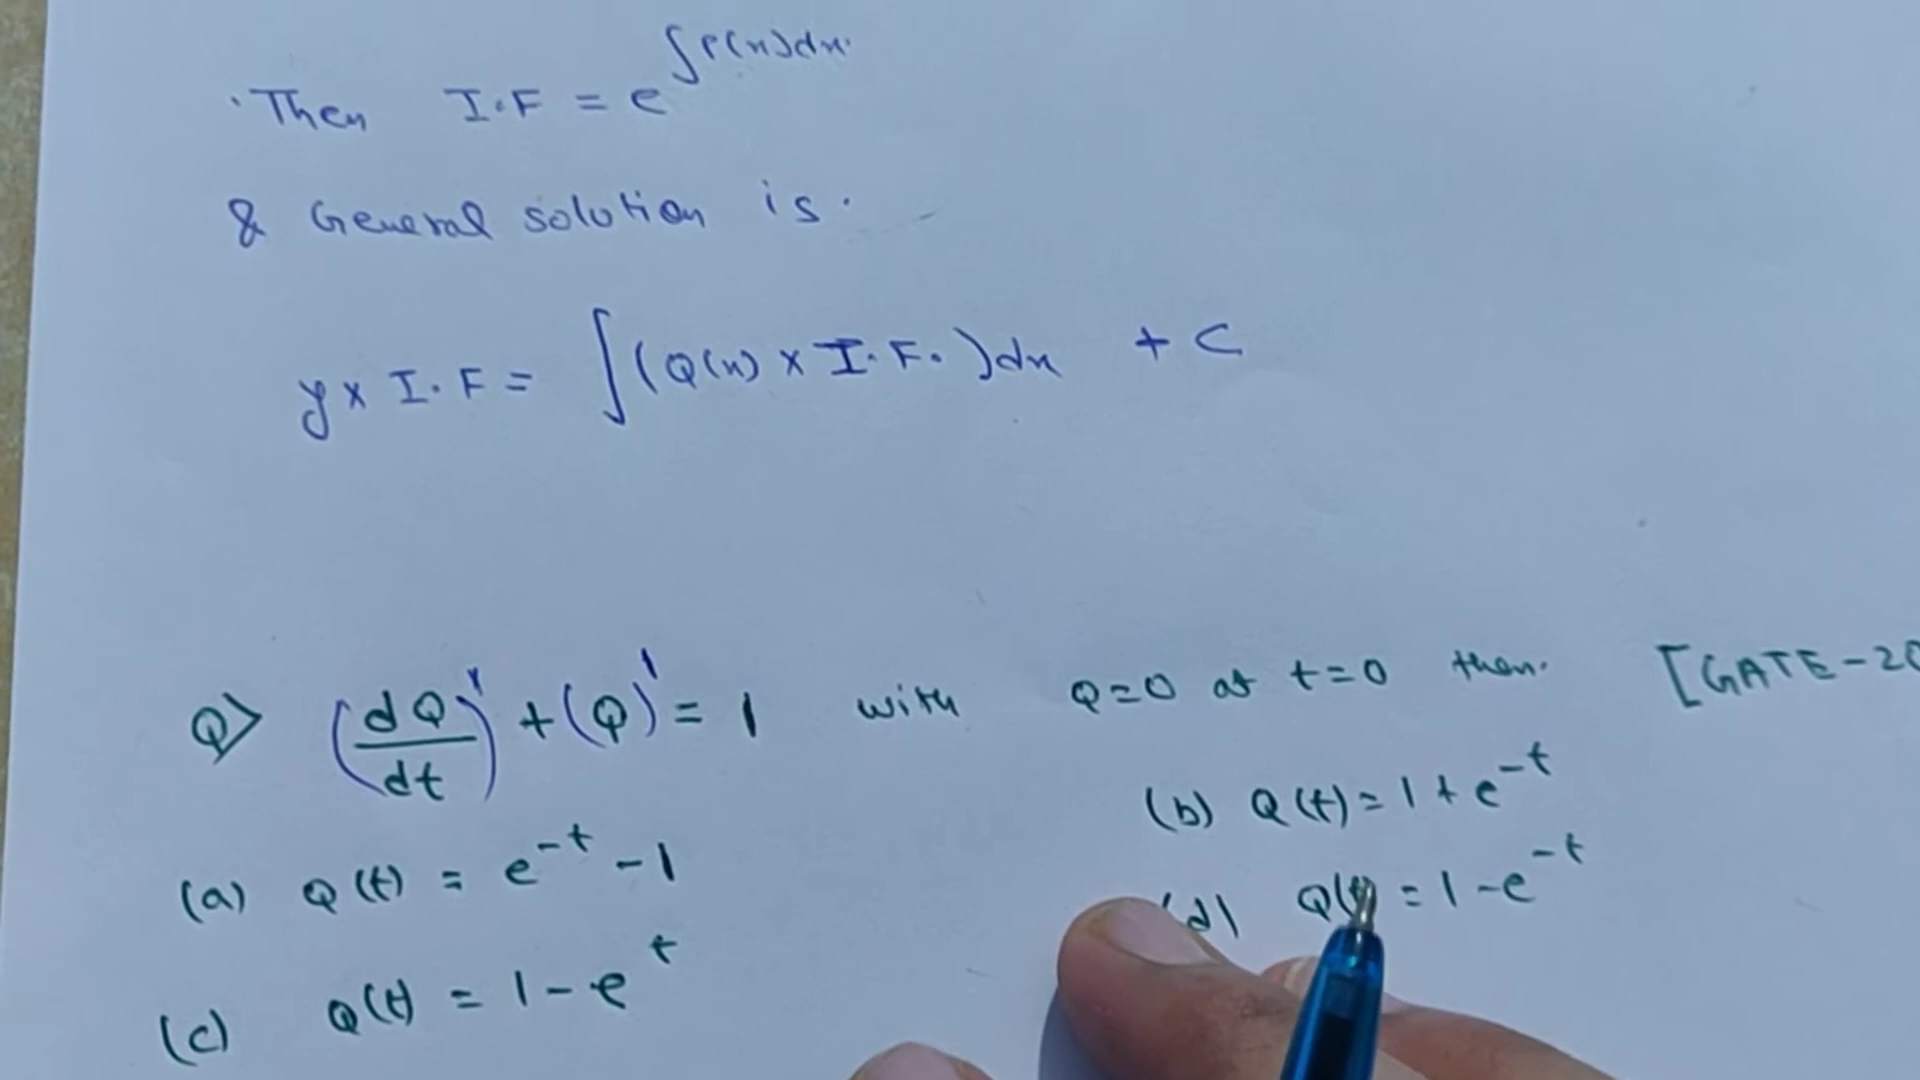 Then I.F = e^∫P(x)dx
& General solution is.
y x I.F = ∫(Q(x) x I.F.)dx + C
Q> (dQ/dt)^1 + (Q)^1 = 1 with Q=0 at t=0 then. [GATE-20
(a) Q(t) = e^-t - 1 (b) Q(t) = 1 + e^-t
(c) Q(t) = 1 - e^t (d) Q(t) = 1 - e^-t